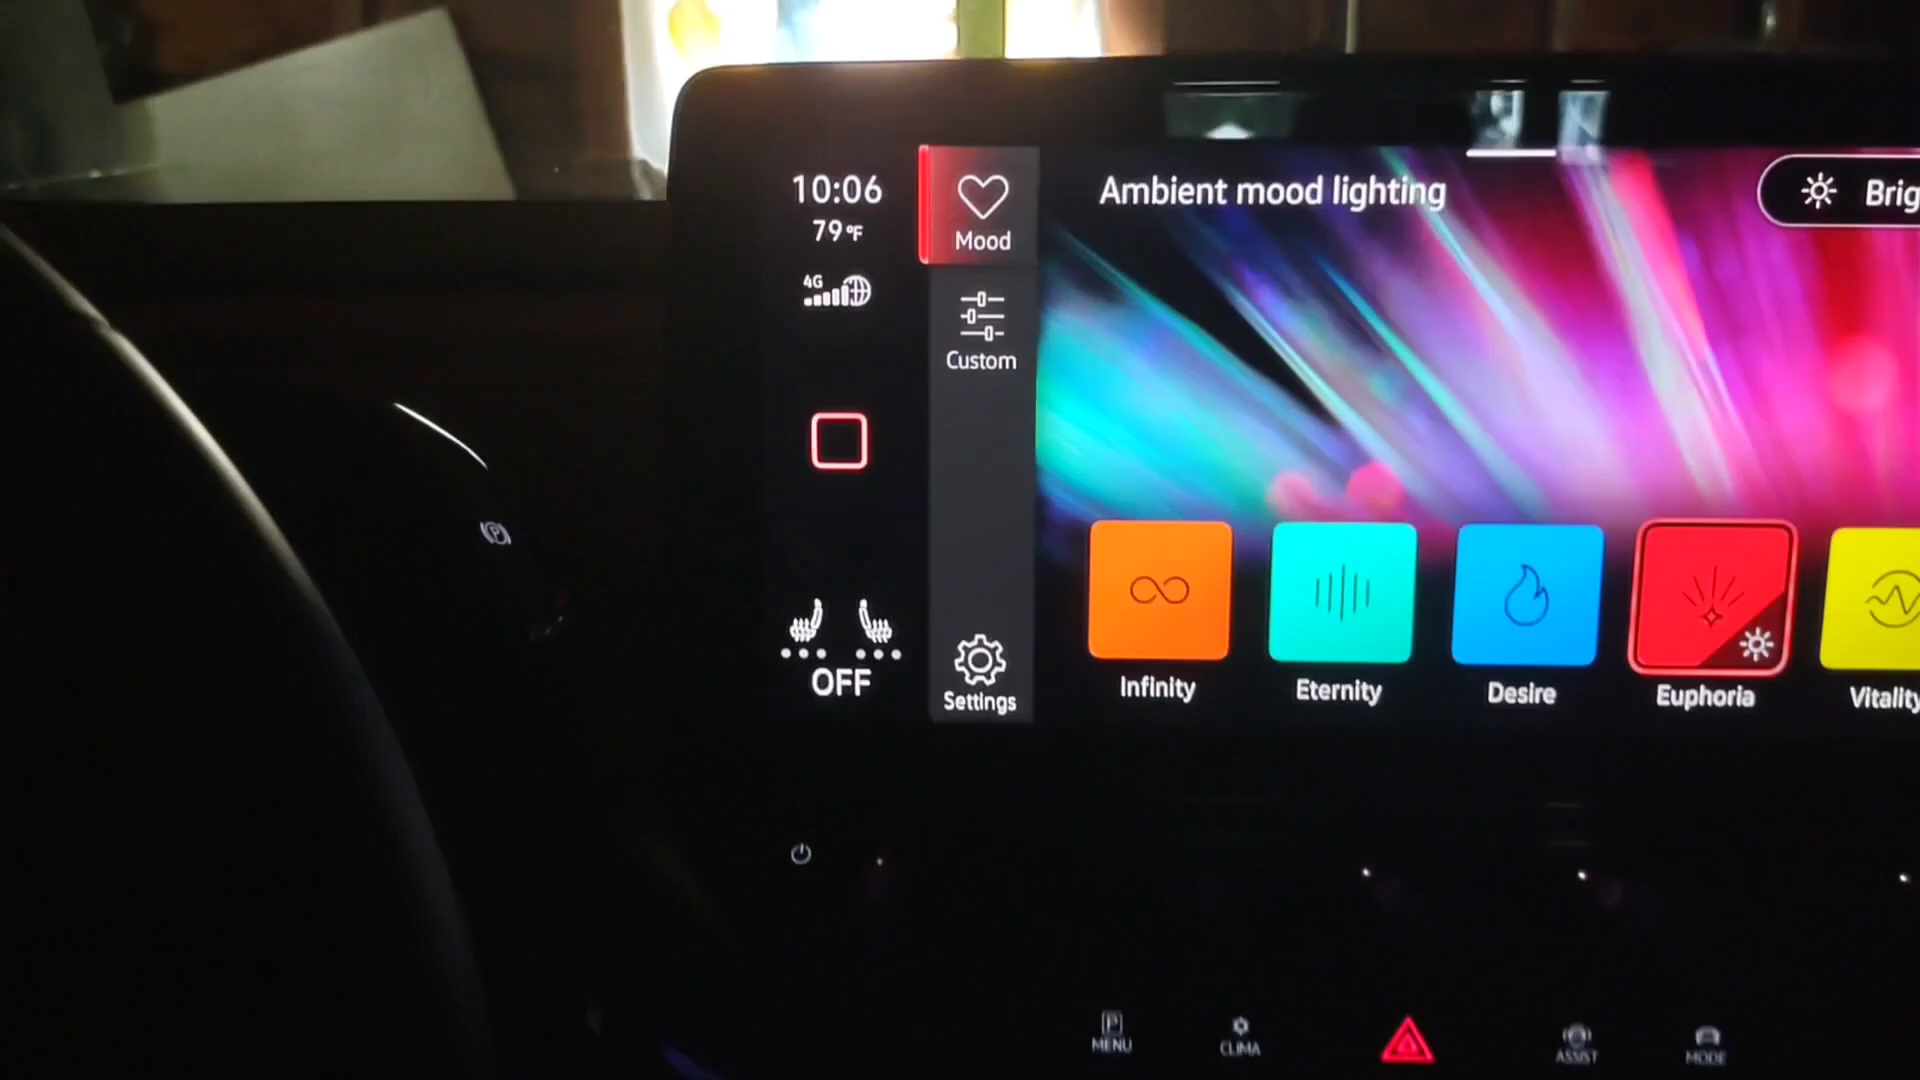 10:06
79°F
4G
OFF
Mood
Custom
Settings
Ambient mood lighting
Brig
Infinity
Eternity
Desire
Euphoria
Vitality
P
P
MENU
CLIMA
ASSIST
MODE